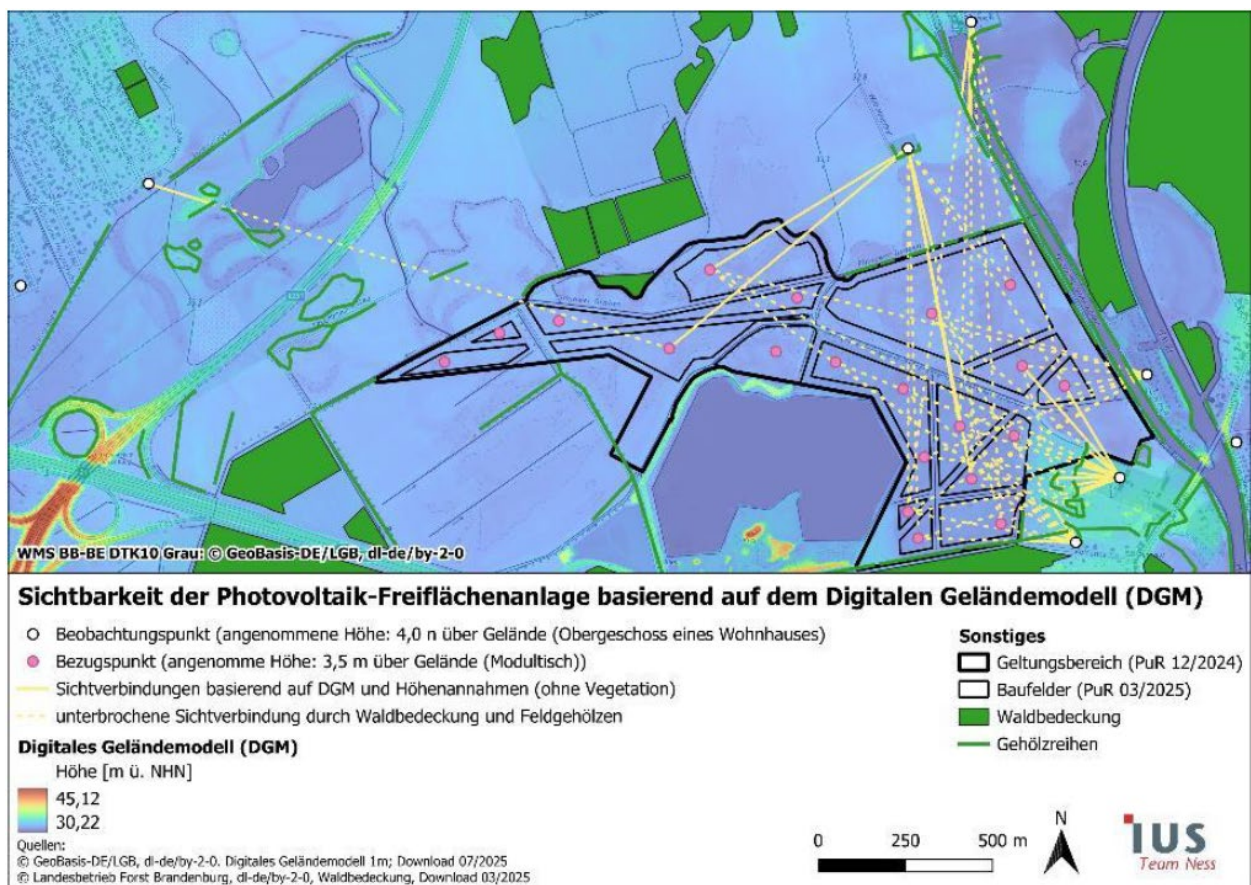 WMS BB-BE DTK10 Grau: © GeoBasis-DE/LGB, dl-de/by-2-0
Sichtbarkeit der Photovoltaik-Freiflächenanlage basierend auf dem Digitalen Geländemodell (DGM)
Beobachtungspunkt (angenommene Höhe: 4,0 n über Gelände (Obergeschoss eines Wohnhauses)
Bezugspunkt (angenomme Höhe: 3,5 m über Gelände (Modultisch))
Sichtverbindungen basierend auf DGM und Höhenannahmen (ohne Vegetation)
unterbrochene Sichtverbindung durch Waldbedeckung und Feldgehölzen
Digitales Geländemodell (DGM)
Höhe [m ü. NHN]
45,12
30,22
Quellen:
© GeoBasis-DE/LGB, dl-de/by-2-0. Digitales Geländemodell 1m; Download 07/2025
© Landesbetrieb Forst Brandenburg, dl-de/by-2-0, Waldbedeckung, Download 03/2025
Sonstiges
Geltungsbereich (PuR 12/2024)
Baufelder (PuR 03/2025)
Waldbedeckung
Gehölzreihen
0 250 500 m
N
IUS
Team Ness